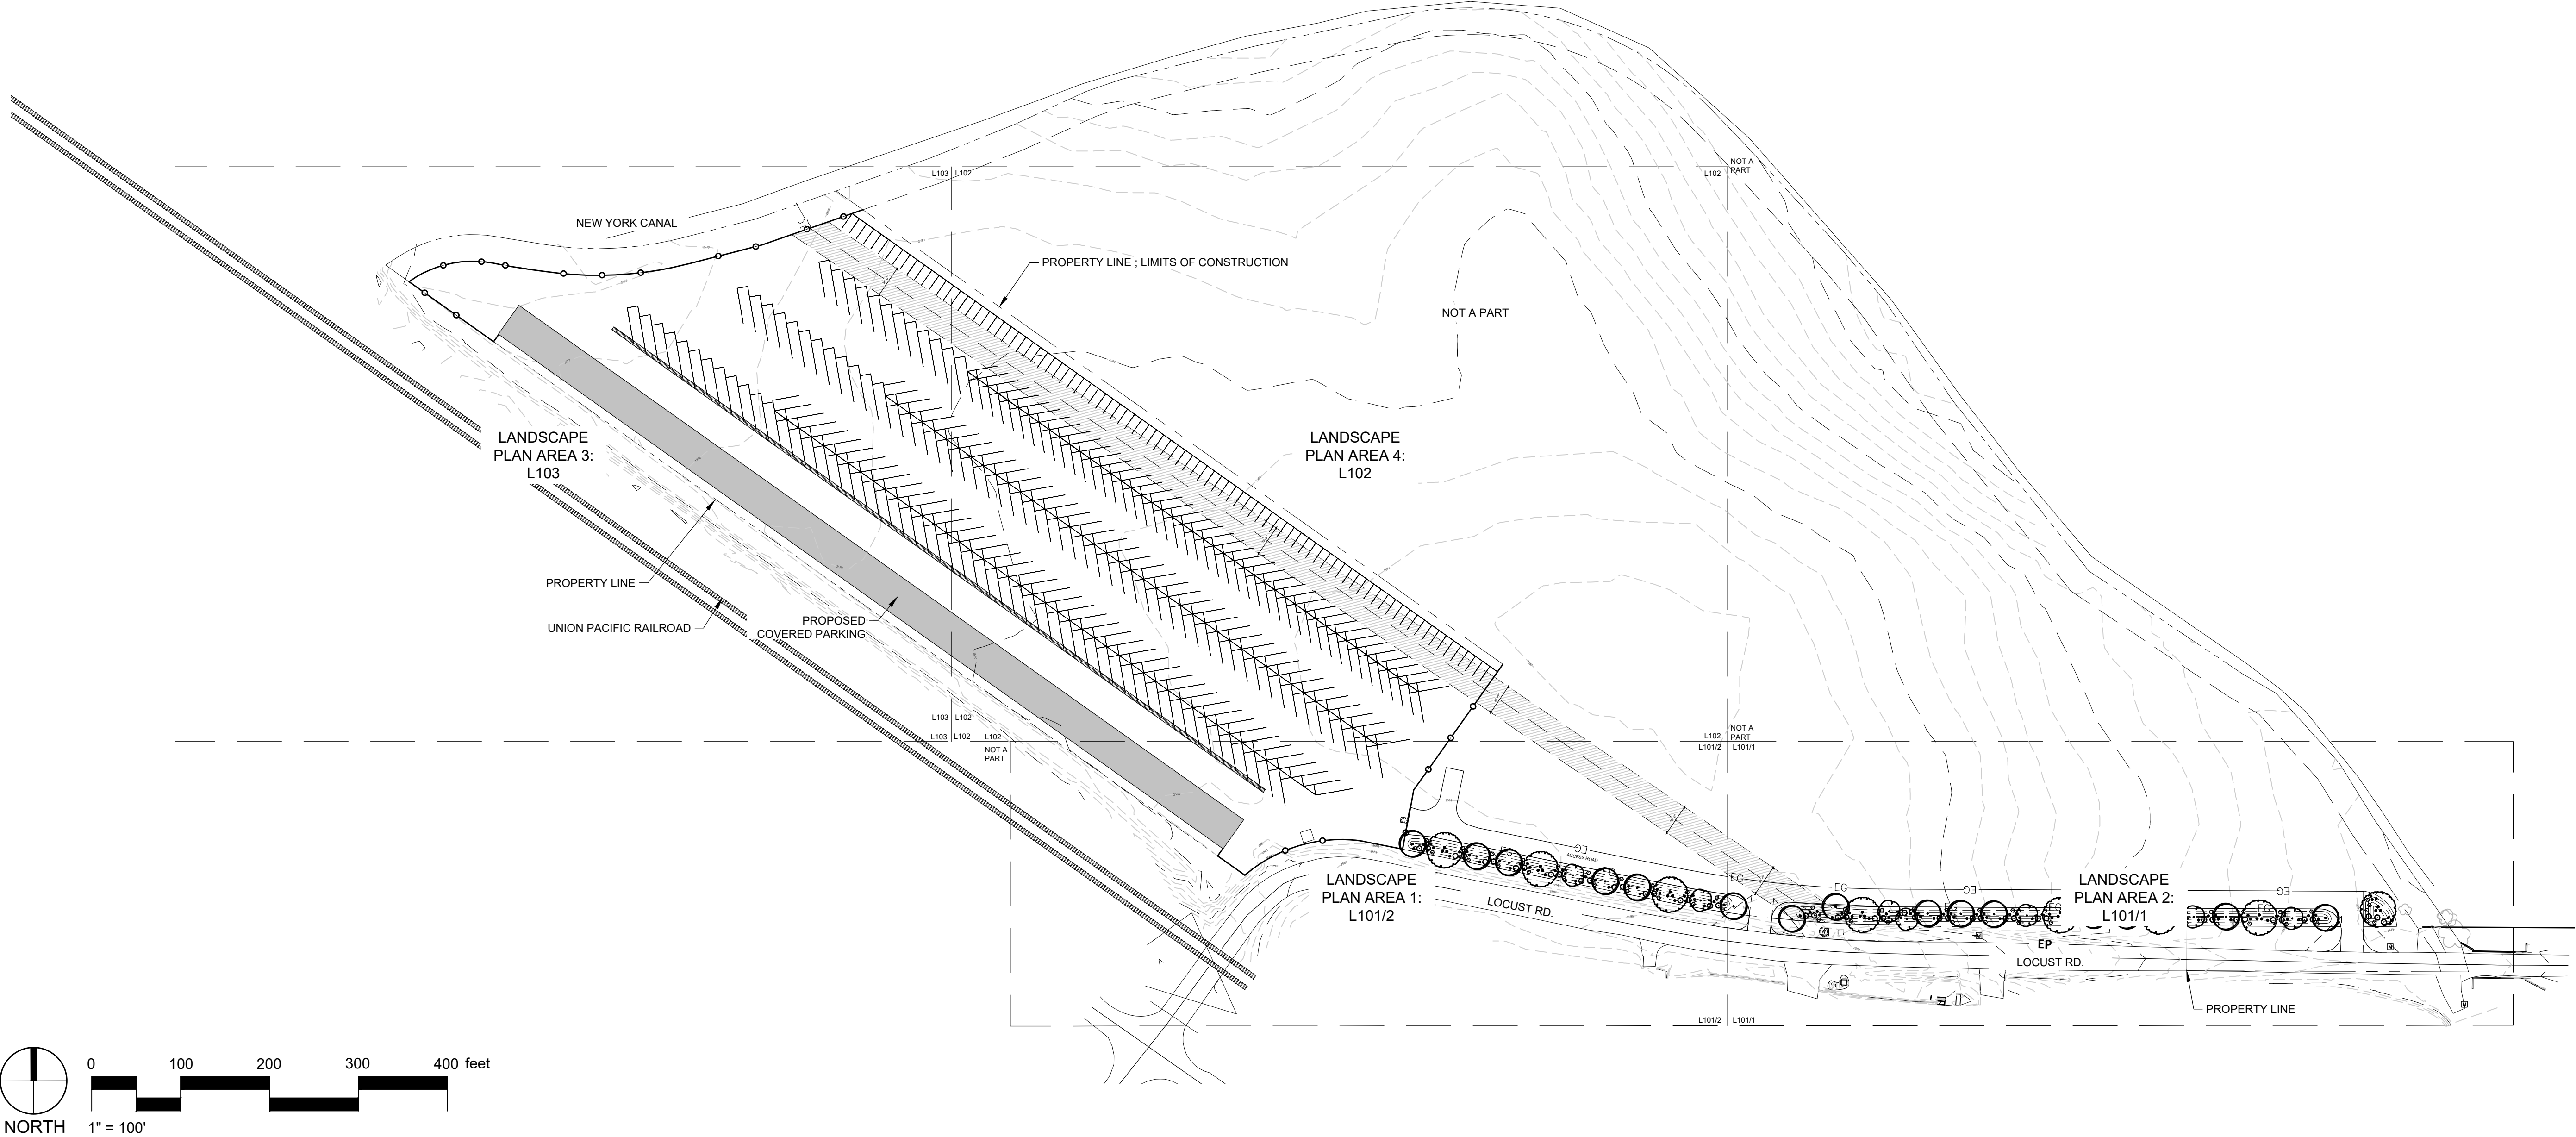 NOT A
PART
L103
L102
L102
NEW YORK CANAL
PROPERTY LINE ; LIMITS OF CONSTRUCTION
NOT A PART
LANDSCAPE
PLAN AREA 3:
L103
LANDSCAPE
PLAN AREA 4:
L102
PROPERTY LINE
UNION PACIFIC RAILROAD
PROPOSED
COVERED PARKING
L103
L102
L103
L102
L102
NOT A
PART
L102
NOT A
PART
L101/2
L101/1
EG
ACCESS ROAD
LANDSCAPE
PLAN AREA 1:
L101/2
LOCUST RD.
EG
EG
EG
EG
LANDSCAPE
PLAN AREA 2:
L101/1
EP
LOCUST RD.
PROPERTY LINE
L101/2
L101/1
0 100 200 300 400 feet
NORTH
1" = 100'